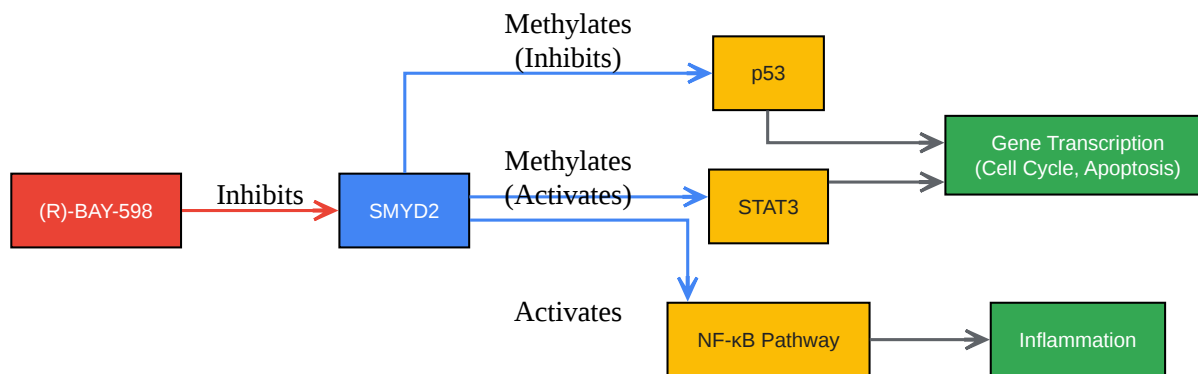 Methylates
(Inhibits)
p53
Gene Transcription
(Cell Cycle, Apoptosis)
Methylates
(Activates)
(R)-BAY-598
Inhibits
SMYD2
STAT3
Activates
NF-κB Pathway
Inflammation